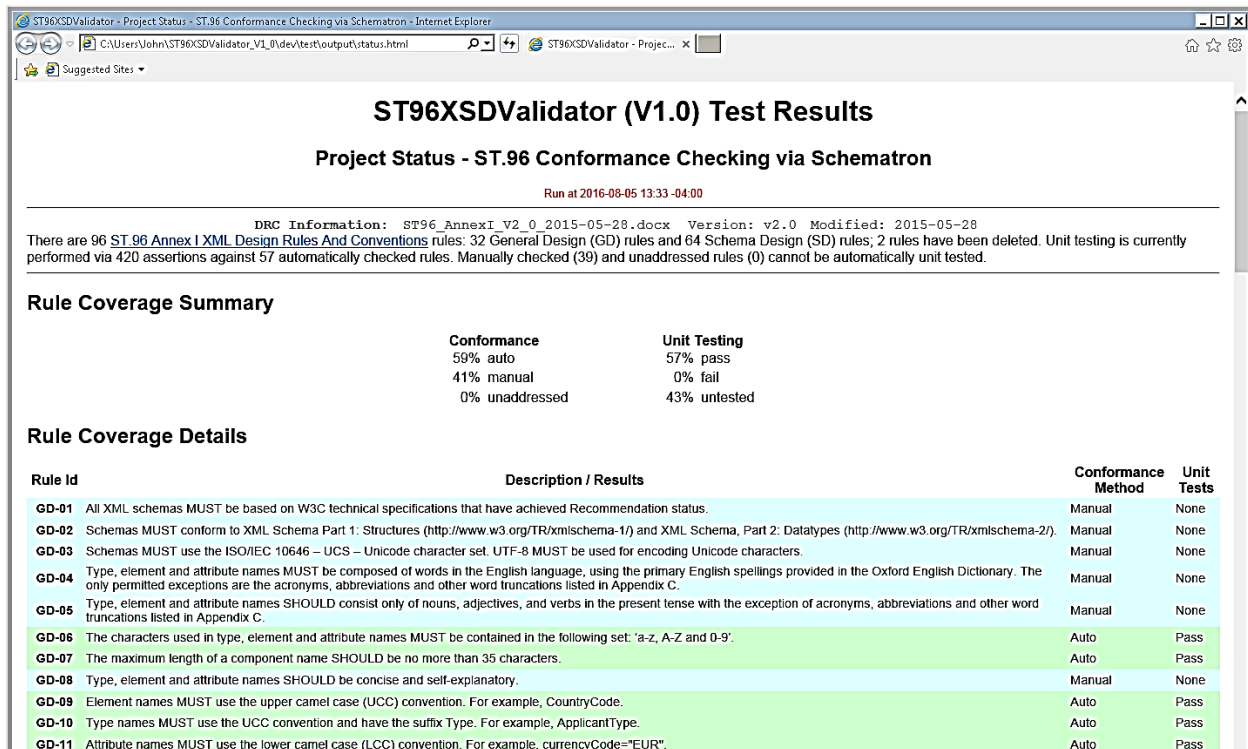 ST96XSDValidator - Project Status - ST.96 Conformance Checking via Schematron - Internet Explorer
C:\Users\John\ST96XSDValidator_V1_0\dev\test\output\status.html
ST96XSDValidator - Projec... x
Suggested Sites
ST96XSDValidator (V1.0) Test Results
Project Status - ST.96 Conformance Checking via Schematron
Run at 2016-08-05 13:33 -04:00
DRC Information: ST96_AnnexI_V2_0_2015-05-28.docx Version: v2.0 Modified: 2015-05-28
There are 96 ST.96 Annex I XML Design Rules And Conventions rules: 32 General Design (GD) rules and 64 Schema Design (SD) rules; 2 rules have been deleted. Unit testing is currently
performed via 420 assertions against 57 automatically checked rules. Manually checked (39) and unaddressed rules (0) cannot be automatically unit tested.
Rule Coverage Summary
Conformance Unit Testing
59% auto 57% pass
41% manual 0% fail
0% unaddressed 43% untested
Rule Coverage Details
Rule Id Description / Results Conformance Method Unit Tests
GD-01 All XML schemas MUST be based on W3C technical specifications that have achieved Recommendation status. Manual None
GD-02 Schemas MUST conform to XML Schema Part 1: Structures (http://www.w3.org/TR/xmlschema-1/) and XML Schema, Part 2: Datatypes (http://www.w3.org/TR/xmlschema-2/). Manual None
GD-03 Schemas MUST use the ISO/IEC 10646 – UCS – Unicode character set. UTF-8 MUST be used for encoding Unicode characters. Manual None
GD-04 Type, element and attribute names MUST be composed of words in the English language, using the primary English spellings provided in the Oxford English Dictionary. The
only permitted exceptions are the acronyms, abbreviations and other word truncations listed in Appendix C. Manual None
GD-05 Type, element and attribute names SHOULD consist only of nouns, adjectives, and verbs in the present tense with the exception of acronyms, abbreviations and other word
truncations listed in Appendix C. Manual None
GD-06 The characters used in type, element and attribute names MUST be contained in the following set: 'a-z, A-Z and 0-9'. Auto Pass
GD-07 The maximum length of a component name SHOULD be no more than 35 characters. Auto Pass
GD-08 Type, element and attribute names SHOULD be concise and self-explanatory. Manual None
GD-09 Element names MUST use the upper camel case (UCC) convention. For example, CountryCode. Auto Pass
GD-10 Type names MUST use the UCC convention and have the suffix Type. For example, ApplicantType. Auto Pass
GD-11 Attribute names MUST use the lower camel case (LCC) convention. For example, currencyCode="EUR". Auto Pass